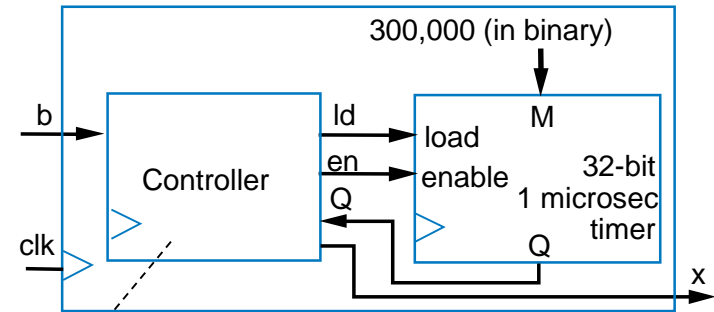 300,000 (in binary)
b
ld
M
load
en
32-bit
Controller
enable
1 microsec
Q
timer
clk
Q
x